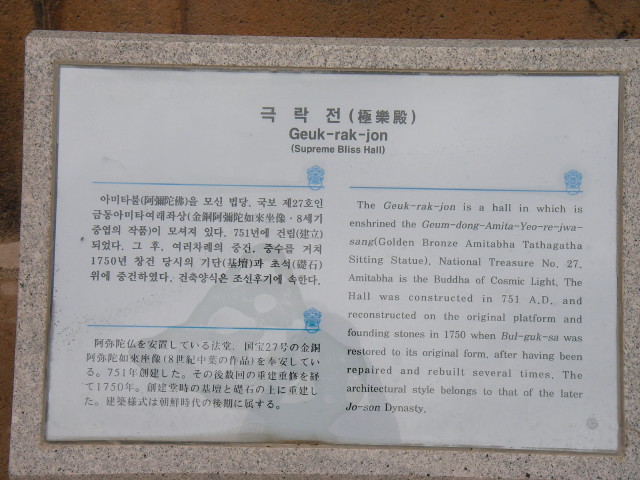 극 락 전 (極樂殿)
Geuk-rak-jon
(Supreme Bliss Hall)
아미타불(阿彌陀佛)을 모신 법당. 국보 제27호인
금동아미타여래좌상(金銅阿彌陀如來坐像·8세기
중엽의 작품)이 모셔져 있다. 751년에 건립(建立)
되었다. 그 후, 여러차례의 중건, 중수를 거쳐
1750년 창건 당시의 기단(基壇)과 초석(礎石)
위에 중건하였다. 건축양식은 조선후기에 속한다.
阿弥陀仏を安置している法堂. 国宝27号の金銅
阿弥陀如來座像(8世紀中葉の作品)を奉安してい
る。751年創建した。その後数回の重建重修を経
て1750年。創建堂時の基壇と礎石の上に重建し
た。建築様式は朝鮮時代の後期に属する。
The Geuk-rak-jon is a hall in which is
enshrined the Geum-dong-Amita-Yeo-re-jwa-
sang(Golden Bronze Amitabha Tathagatha
Sitting Statue), National Treasure No. 27.
Amitabha is the Buddha of Cosmic Light. The
Hall was constructed in 751 A.D. and
reconstructed on the original platform and
founding stones in 1750 when Bul-guk-sa was
restored to its original form, after having been
repaired and rebuilt several times. The
architectural style belongs to that of the later
Jo-son Dynasty.